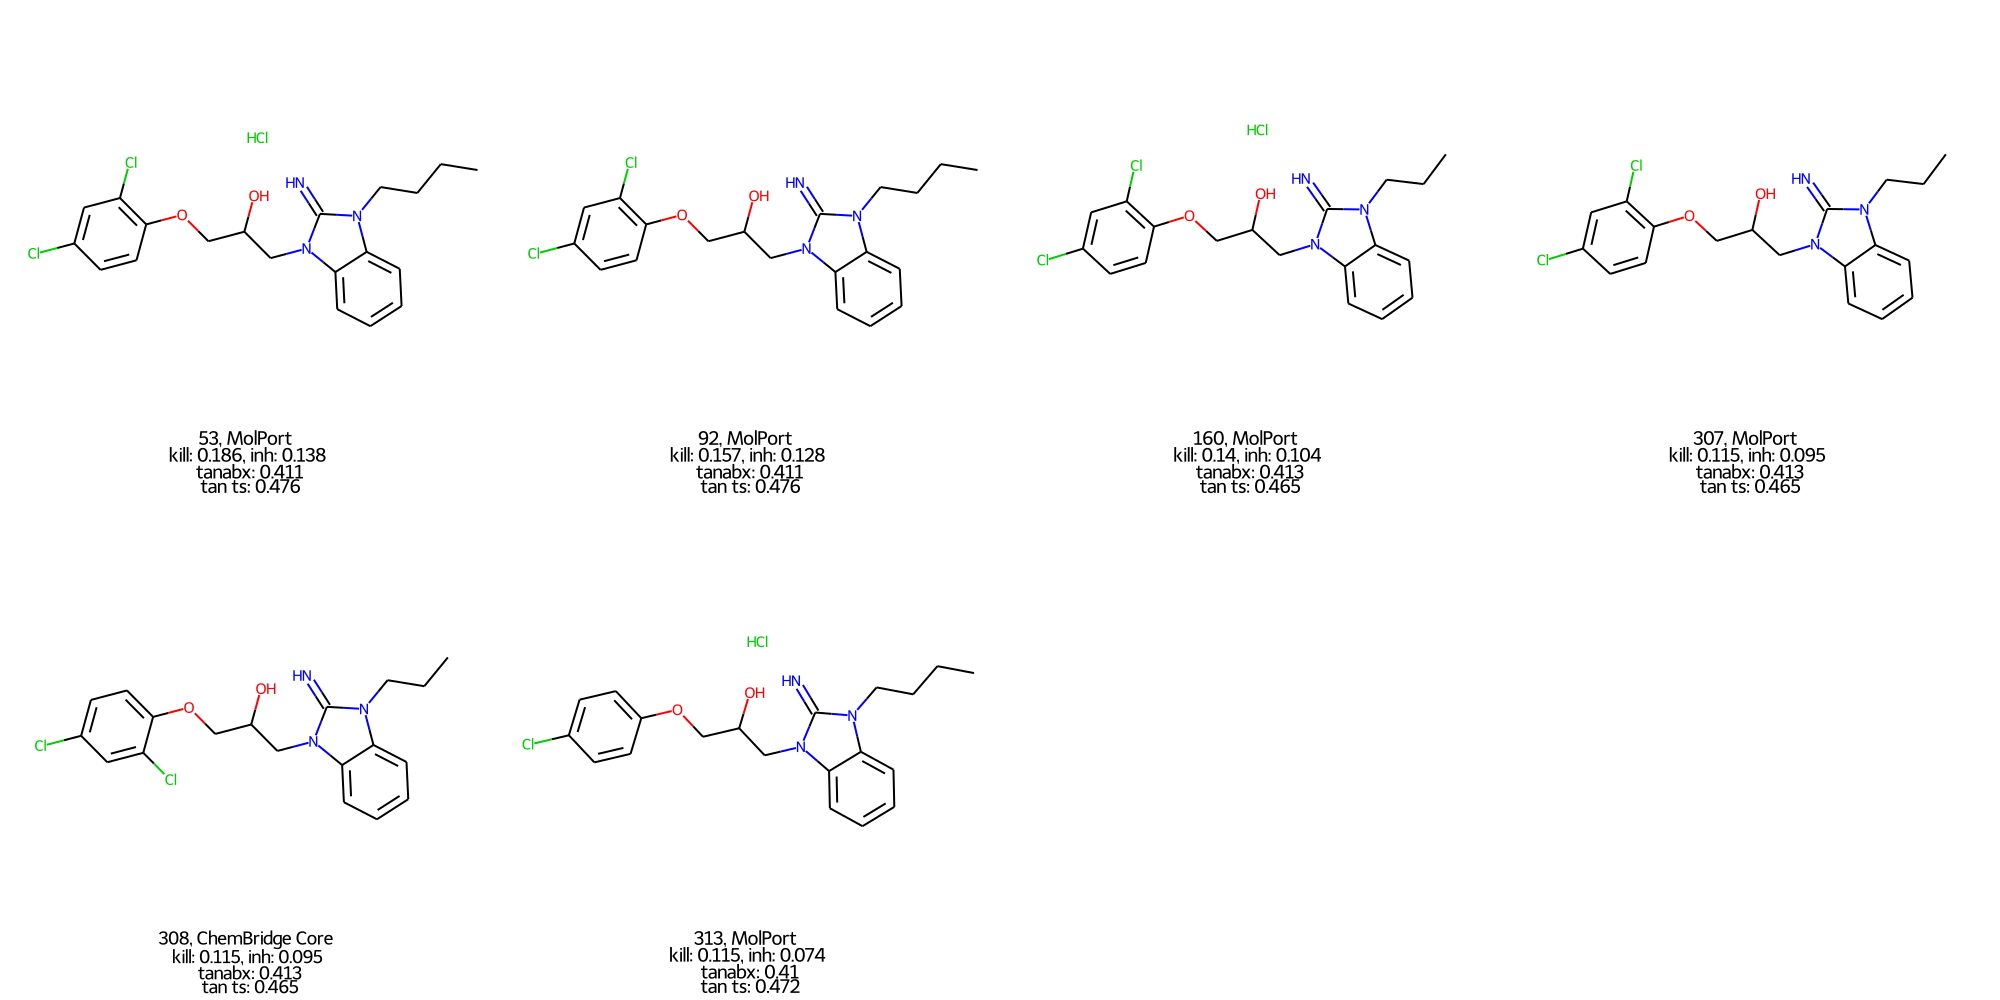 HCl
HCl
Cl
Cl
Cl
Cl
HN
HN
HN
HN
OH
OH
OH
OH
O
O
O
O
N
N
N
N
N
N
N
N
Cl
Cl
Cl
Cl
53, MolPort
kill: 0.186, inh: 0.138
tanabx: 0.411
tan ts: 0.476
92, MolPort
kill: 0.157, inh: 0.128
tanabx: 0.411
tan ts: 0.476
160, MolPort
kill: 0.14, inh: 0.104
tanabx: 0.413
tan ts: 0.465
307, MolPort
kill: 0.115, inh: 0.095
tanabx: 0.413
tan ts: 0.465
HCl
HN
HN
OH
OH
O
O
N
N
N
N
Cl
Cl
Cl
308, ChemBridge Core
kill: 0.115, inh: 0.095
tanabx: 0.413
tan ts: 0.465
313, MolPort
kill: 0.115, inh: 0.074
tanabx: 0.41
tan ts: 0.472